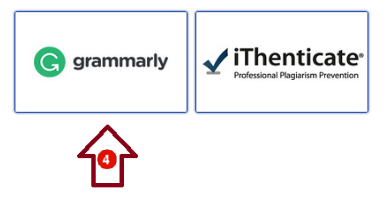 grammarly
iThenticate®
Professional Plagiarism Prevention
4